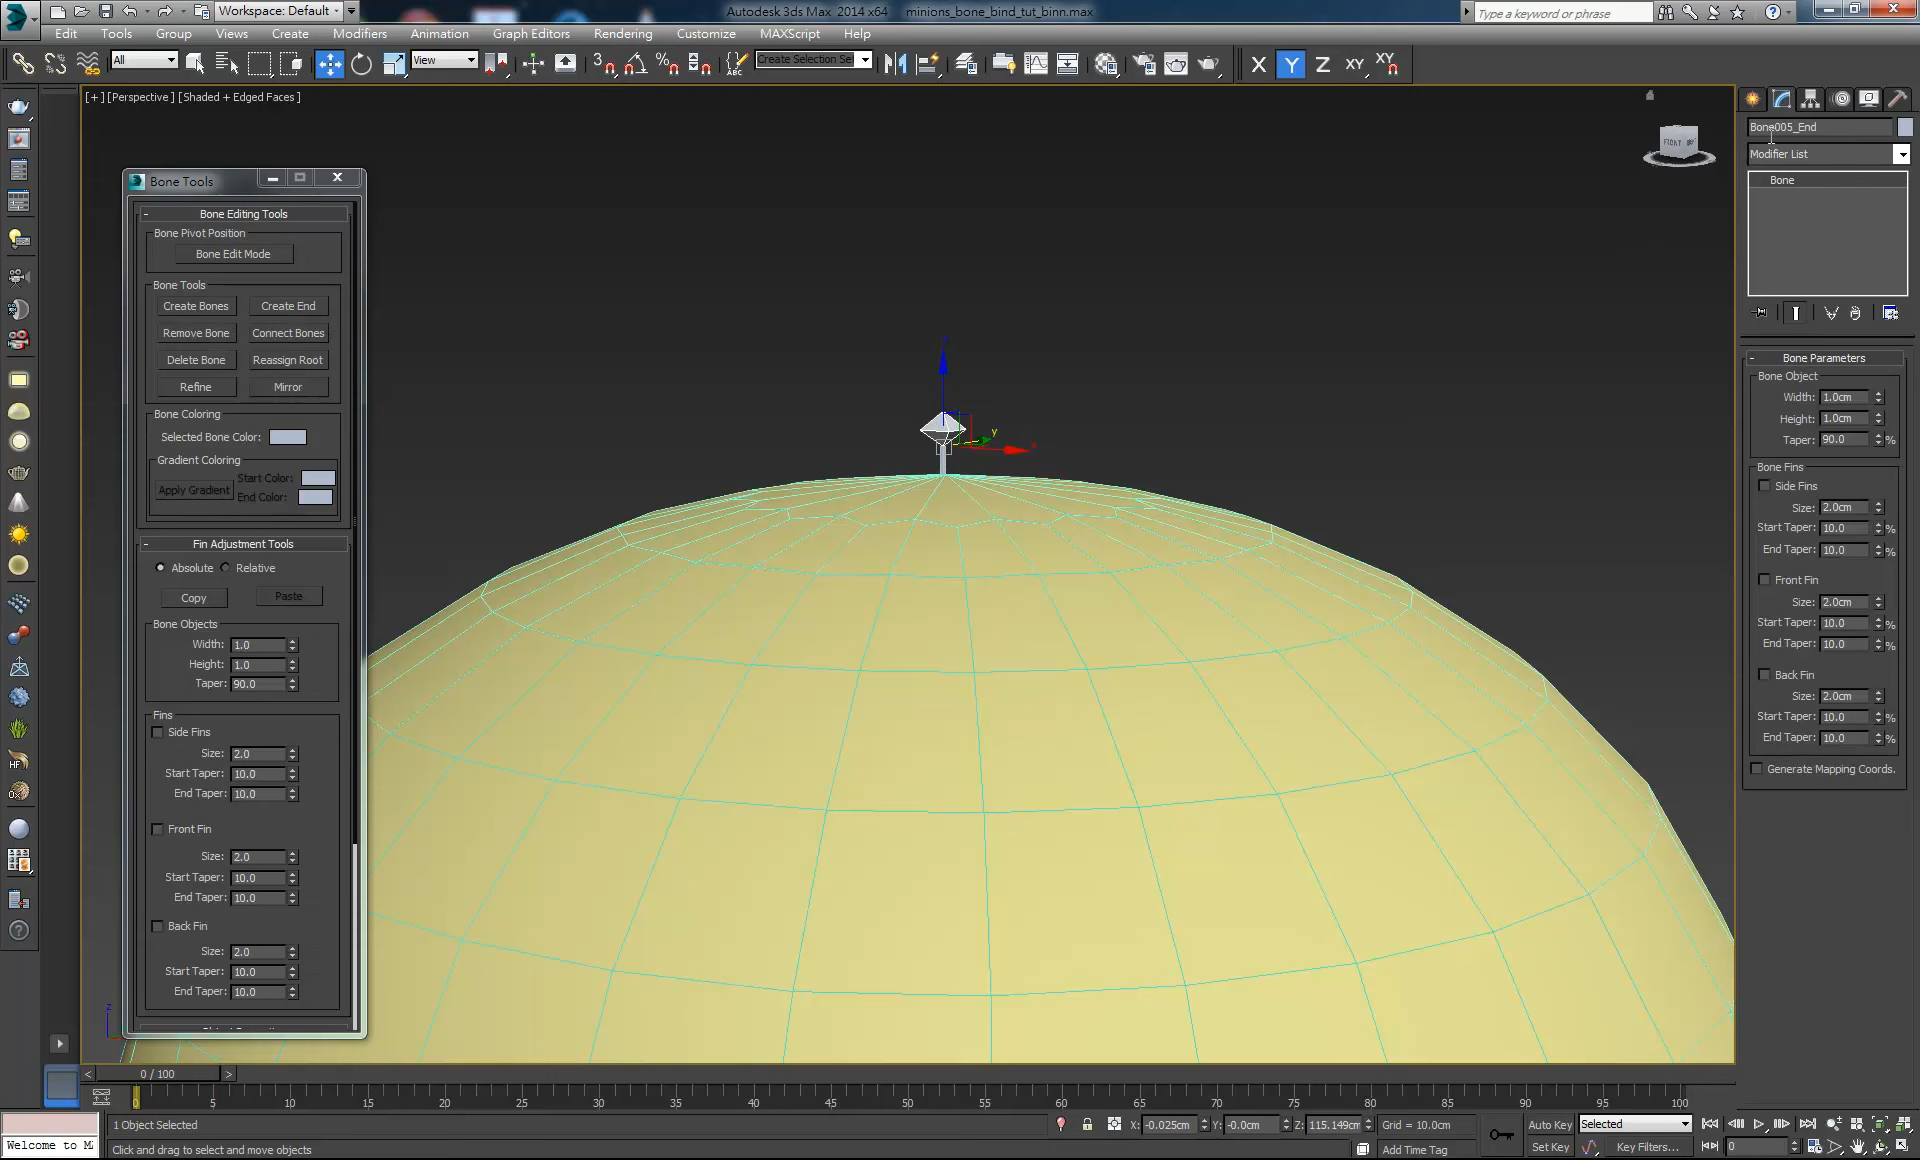 Workspace: Default
Autodesk 3ds Max 2014 x64 minions_bone_bind_tut_binn.max
Type a keyword or phrase
Edit Tools Group Views Create Modifiers Animation Graph Editors Rendering Customize MAXScript Help
All View Create Selection Se X Y Z XY XY
[+][Perspective][Shaded + Edged Faces]
FRONT
z
y
x
Bone Tools
- Bone Editing Tools
Bone Pivot Position
Bone Edit Mode
Bone Tools
Create Bones Create End
Remove Bone Connect Bones
Delete Bone Reassign Root
Refine Mirror
Bone Coloring
Selected Bone Color:
Gradient Coloring
Apply Gradient Start Color:
End Color:
- Fin Adjustment Tools
Absolute Relative
Copy Paste
Bone Objects
Width: 1.0
Height: 1.0
Taper: 90.0
Fins
Side Fins
Size: 2.0
Start Taper: 10.0
End Taper: 10.0
Front Fin
Size: 2.0
Start Taper: 10.0
End Taper: 10.0
Back Fin
Size: 2.0
Start Taper: 10.0
End Taper: 10.0
HF
z
Bone005_End
Modifier List
Bone
- Bone Parameters
Bone Object
Width: 1.0cm
Height: 1.0cm
Taper: 90.0 %
Bone Fins
Side Fins
Size: 2.0cm
Start Taper: 10.0 %
End Taper: 10.0 %
Front Fin
Size: 2.0cm
Start Taper: 10.0 %
End Taper: 10.0 %
Back Fin
Size: 2.0cm
Start Taper: 10.0 %
End Taper: 10.0 %
Generate Mapping Coords.
< 0 / 100 >
0 5 10 15 20 25 30 35 40 45 50 55 60 65 70 75 80 85 90 95 100
1 Object Selected X: -0.025cm Y: -0.0cm Z: 115.149cm Grid = 10.0cm Auto Key Selected
Welcome to M Click and drag to select and move objects Add Time Tag Set Key Key Filters... 0